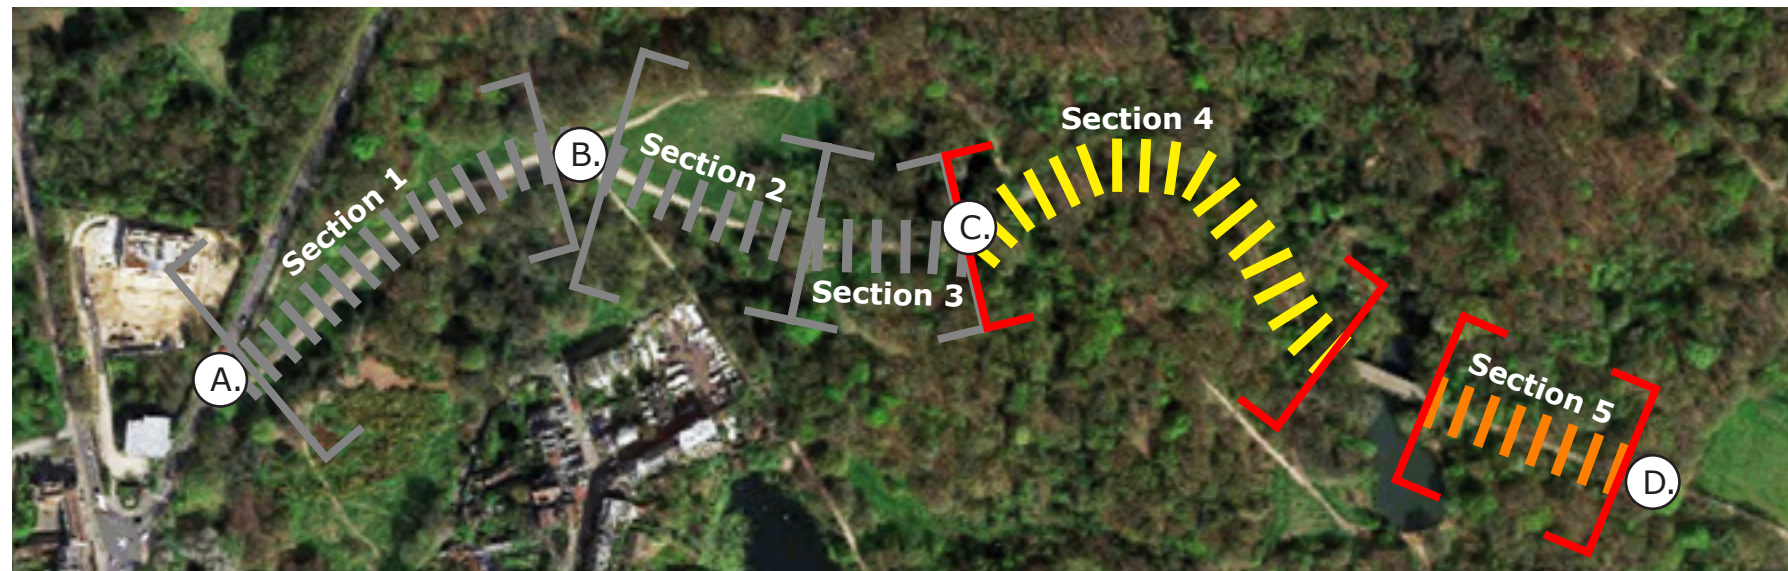 Section 1
Section 2
Section 3
Section 4
Section 5
A.
B.
C.
D.